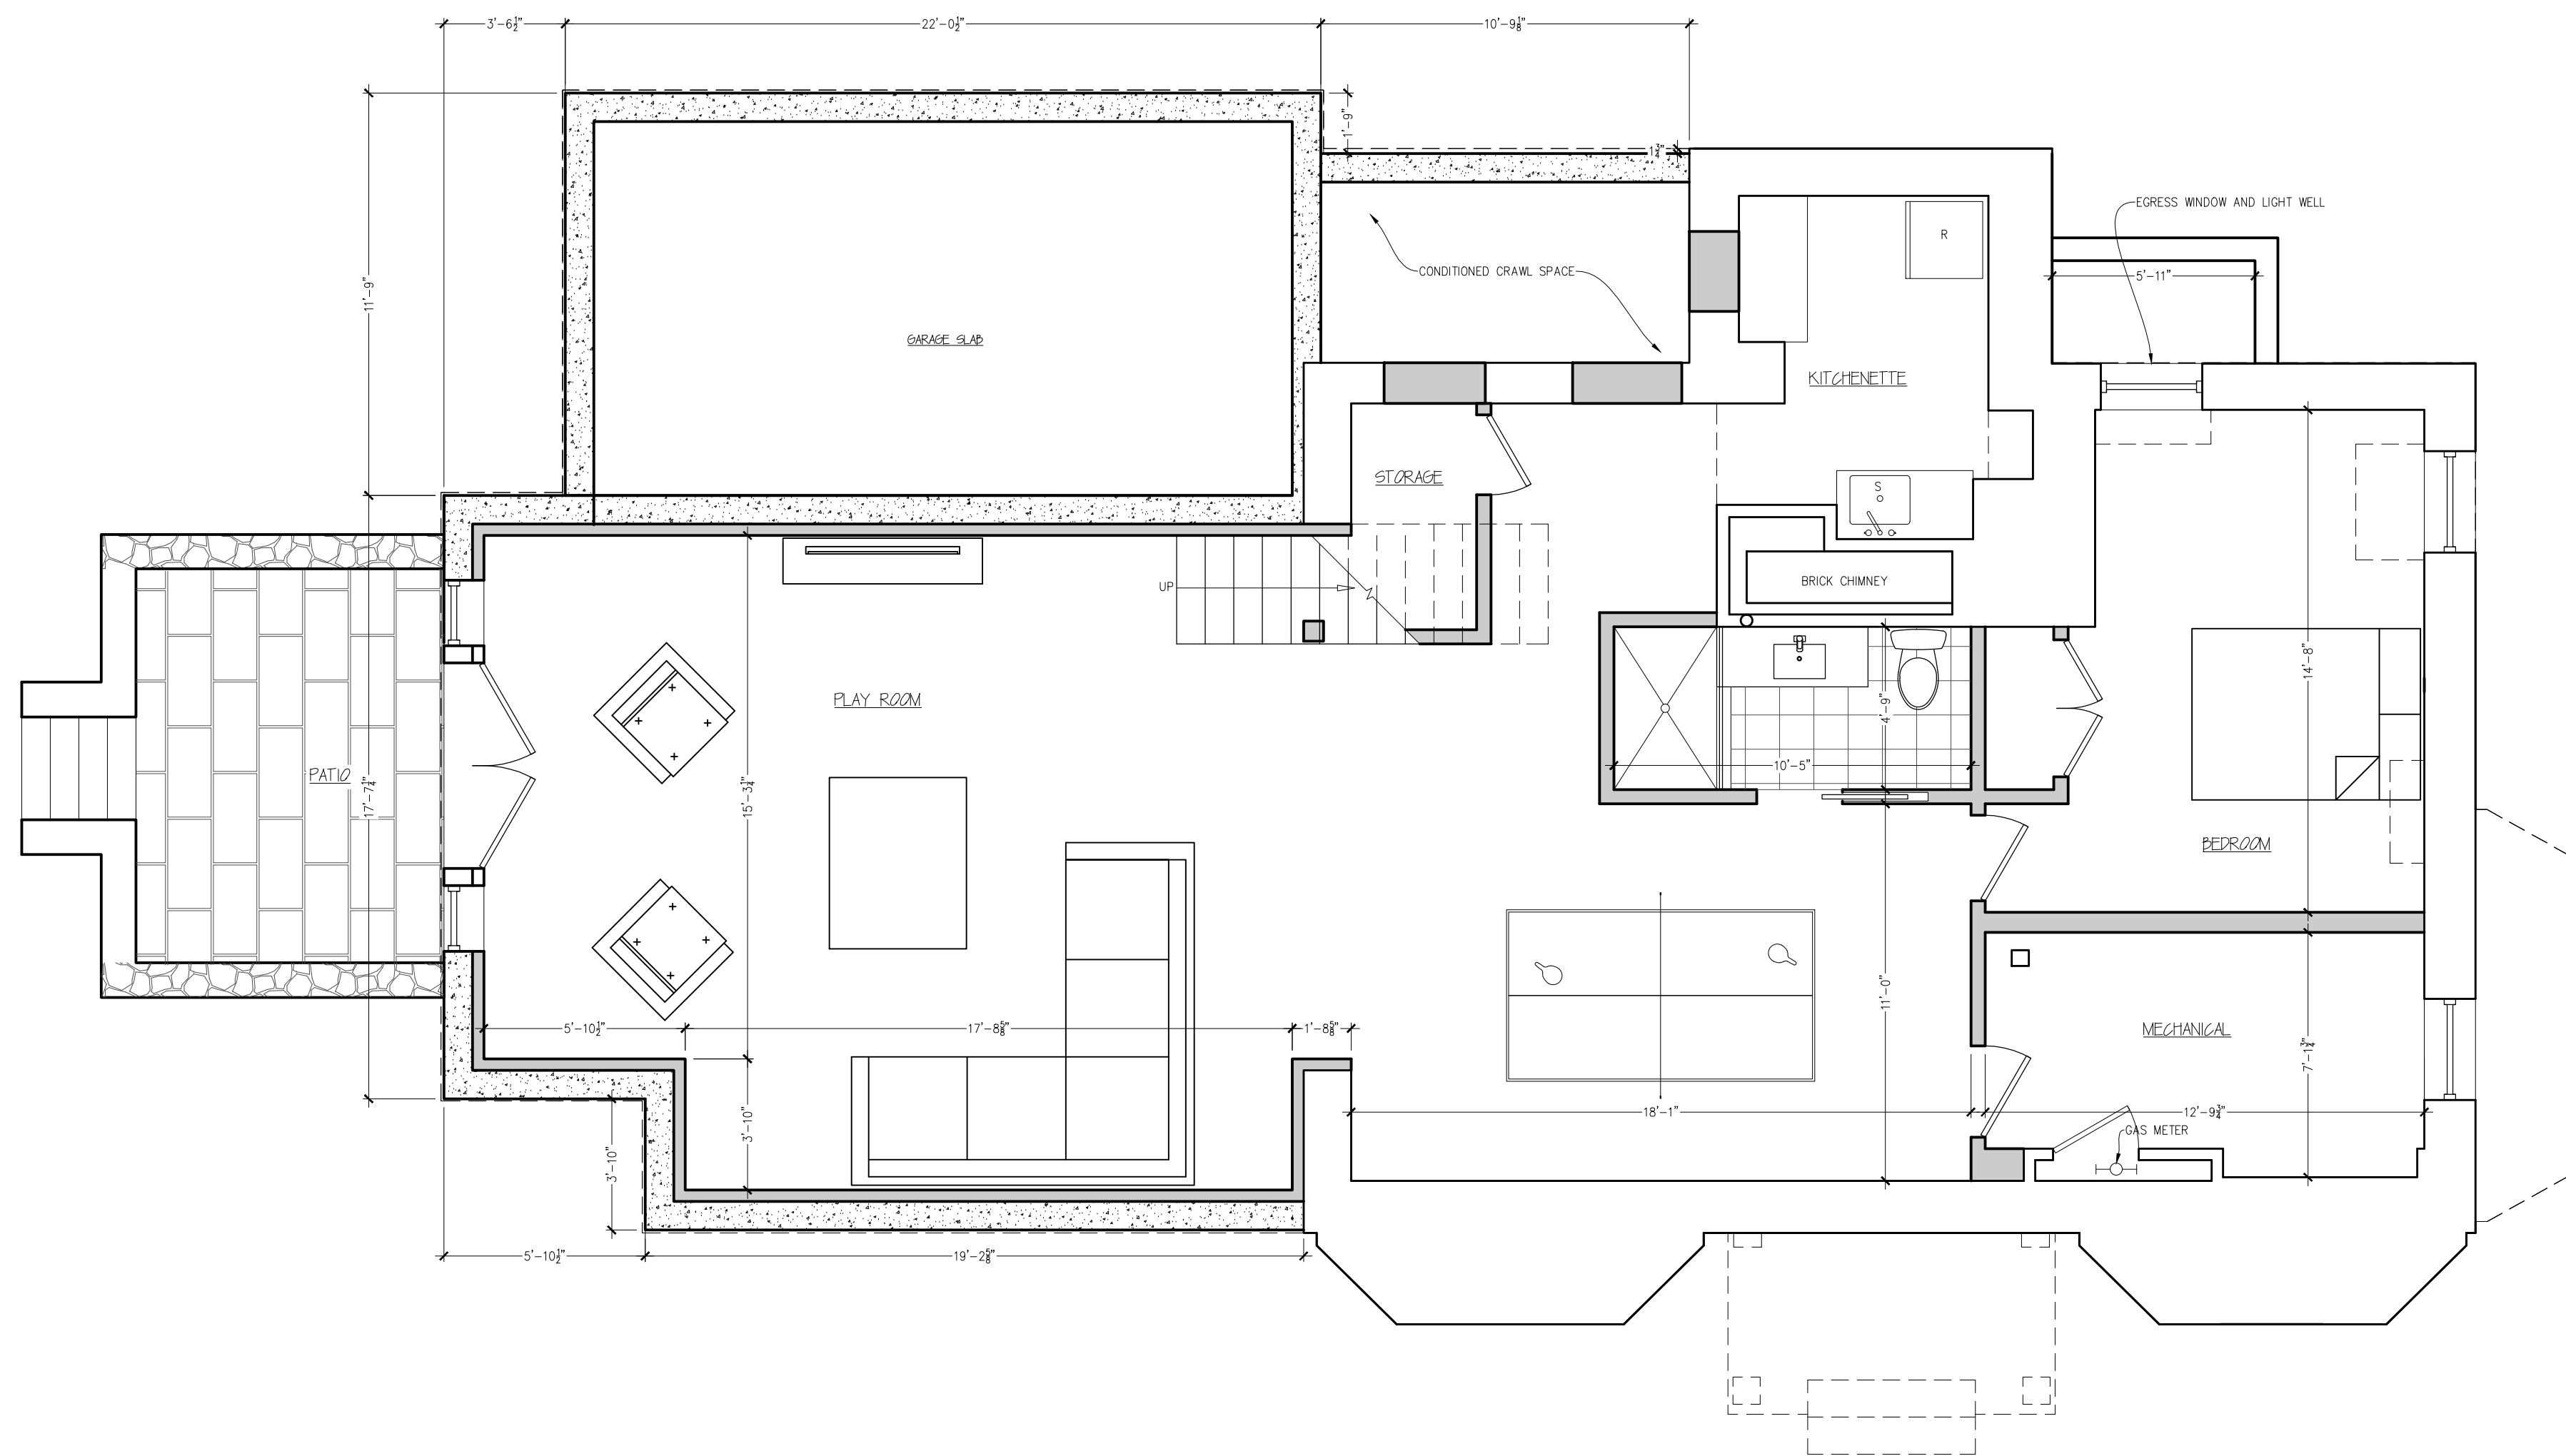 3'-6½"
22'-0½"
10'-9⅛"
1'-9"
1¾"
EGRESS WINDOW AND LIGHT WELL
R
CONDITIONED CRAWL SPACE
5'-11"
11'-9"
GARAGE SLAB
KITCHENETTE
STORAGE
S
BRICK CHIMNEY
UP
14'-8"
PLAY ROOM
4'-9"
PATIO
10'-5"
17'-7¼"
15'-3¼"
BEDROOM
11'-0"
5'-10½"
17'-8⅝"
1'-8⅝"
MECHANICAL
7'-1¾"
18'-1"
12'-9¾"
3'-10"
GAS METER
3'-10"
5'-10½"
19'-2⅝"